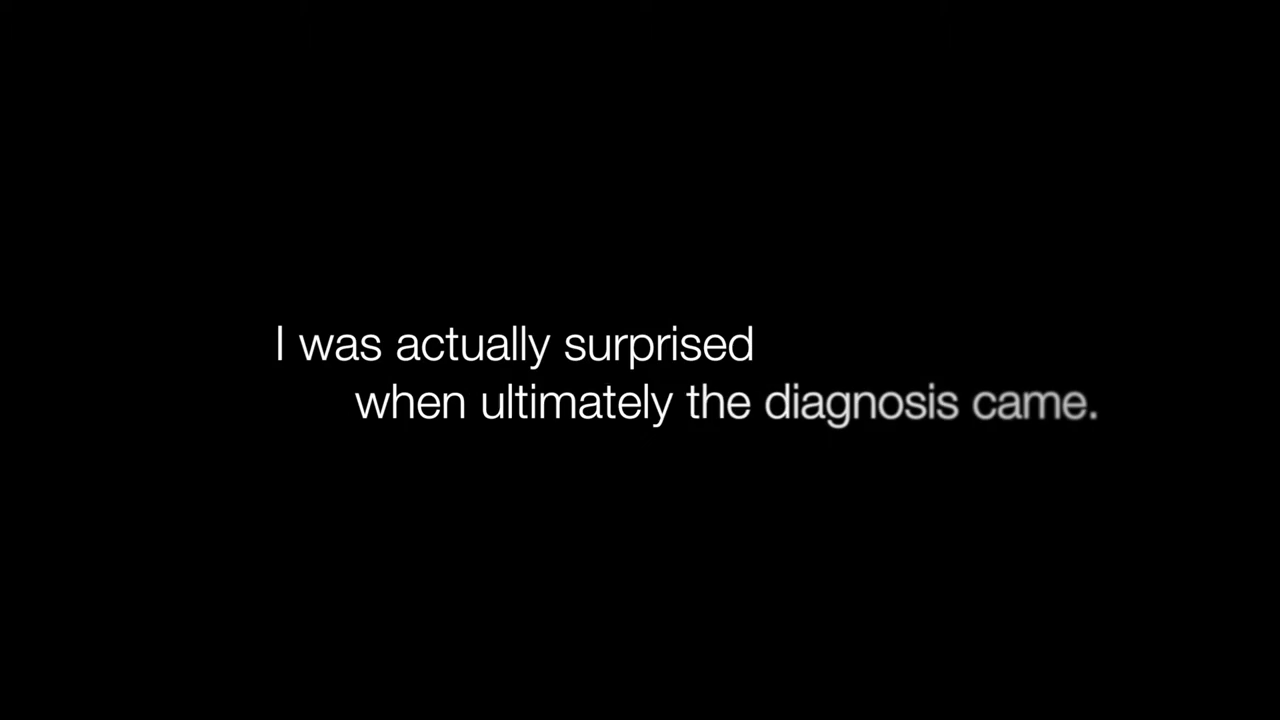 I was actually surprised
when ultimately the diagnosis came.